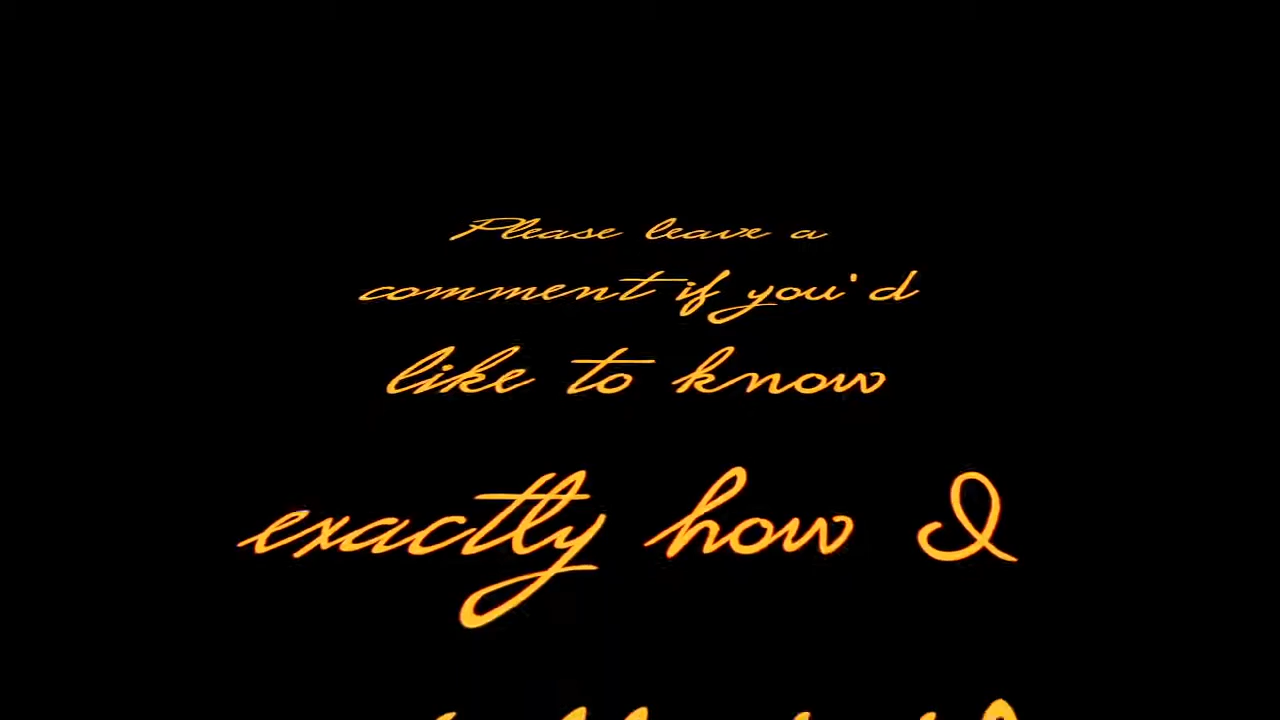 Please leave a
comment if you'd
like to know
exactly how I